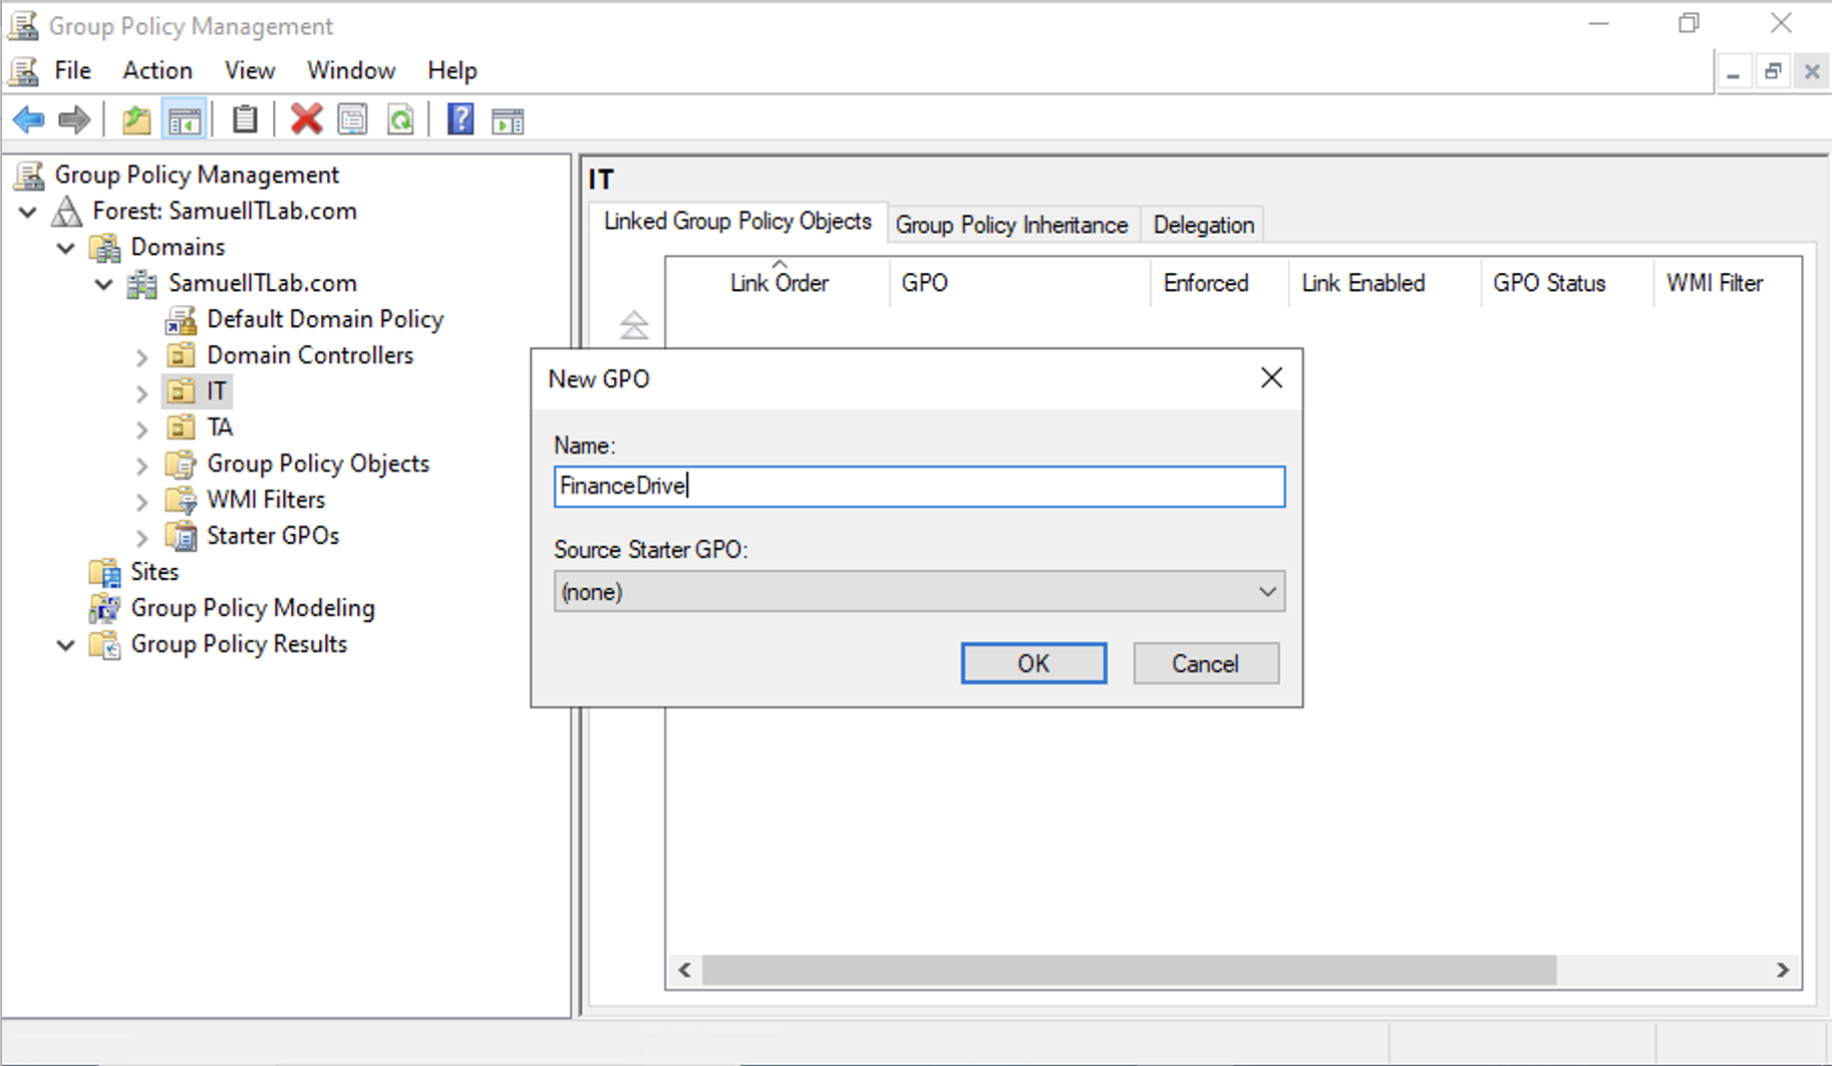 Group Policy Management
File Action View Window Help
Group Policy Management
Forest: SamuelITLab.com
Domains
SamuelITLab.com
Default Domain Policy
Domain Controllers
IT
TA
Group Policy Objects
WMI Filters
Starter GPOs
Sites
Group Policy Modeling
Group Policy Results
IT
Linked Group Policy Objects Group Policy Inheritance Delegation
Link Order GPO Enforced Link Enabled GPO Status WMI Filter
New GPO
Name:
FinanceDrive
Source Starter GPO:
(none)
OK Cancel